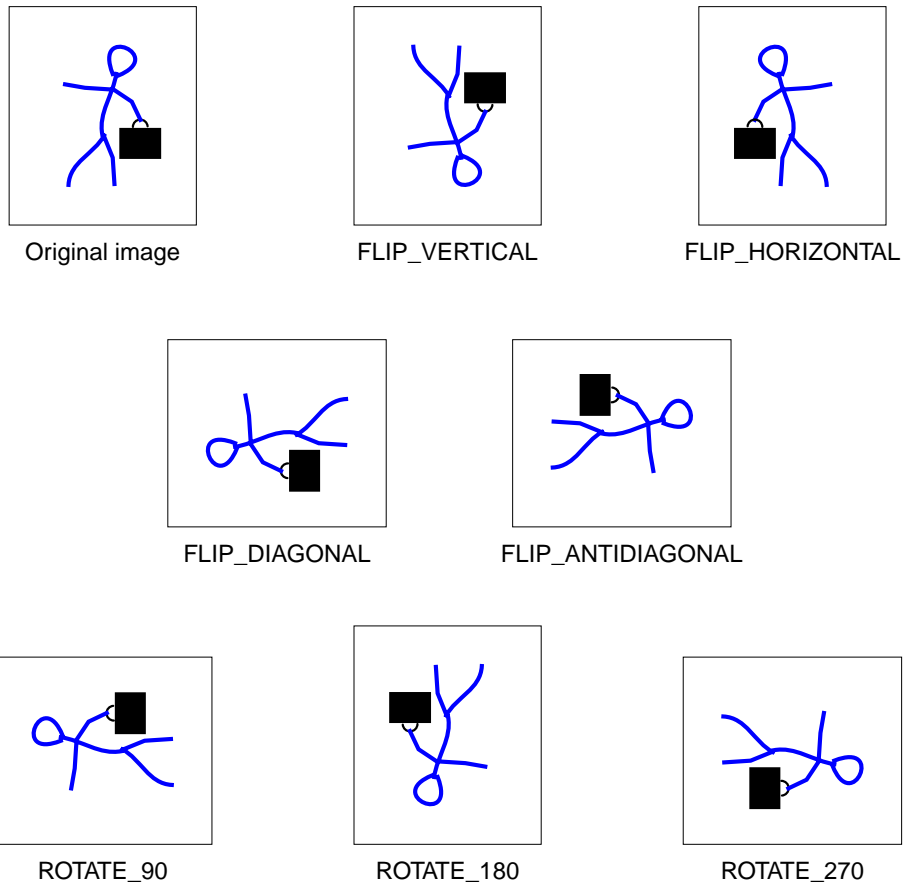 Original image
FLIP_VERTICAL
FLIP_HORIZONTAL
FLIP_DIAGONAL
FLIP_ANTIDIAGONAL
ROTATE_90
ROTATE_180
ROTATE_270